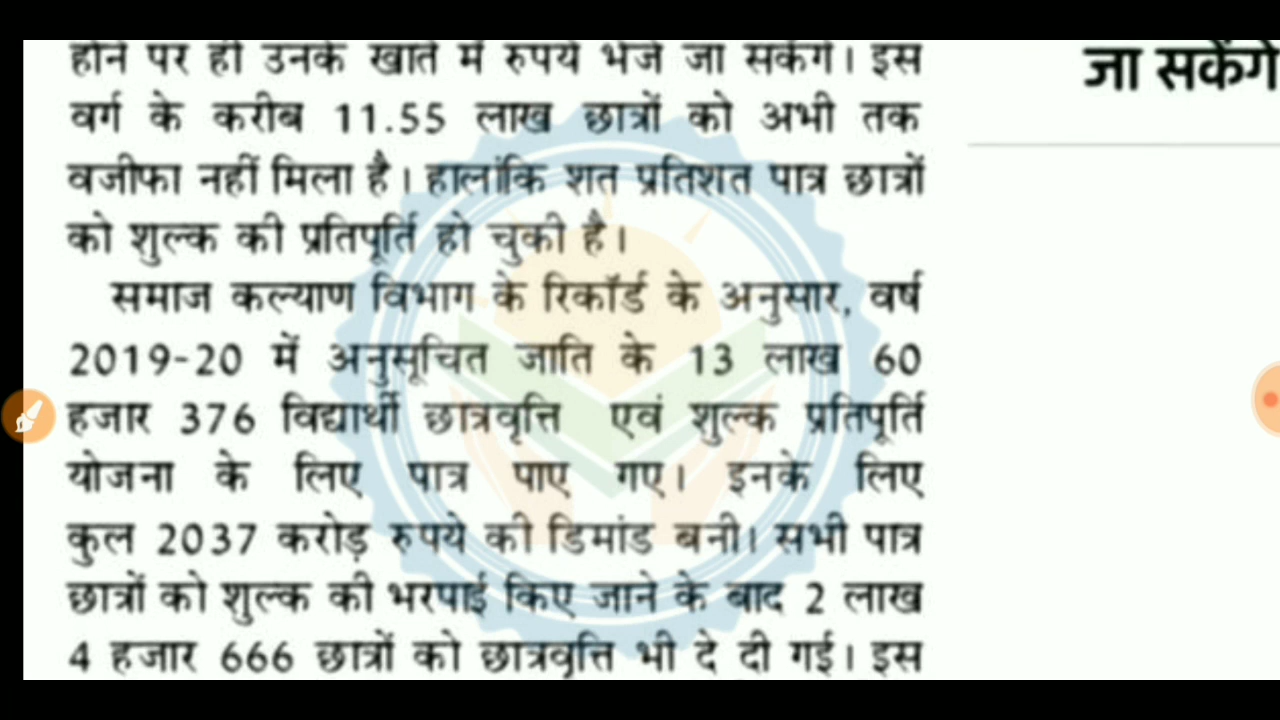 होने पर ही उनके खाते में रुपये भेजे जा सकेंगे। इस
वर्ग के करीब 11.55 लाख छात्रों को अभी तक
वजीफा नहीं मिला है। हालांकि शत प्रतिशत पात्र छात्रों
को शुल्क की प्रतिपूर्ति हो चुकी है।
समाज कल्याण विभाग के रिकॉर्ड के अनुसार, वर्ष
2019-20 में अनुसूचित जाति के 13 लाख 60
हजार 376 विद्यार्थी छात्रवृत्ति एवं शुल्क प्रतिपूर्ति
योजना के लिए पात्र पाए गए। इनके लिए
कुल 2037 करोड़ रुपये की डिमांड बनी। सभी पात्र
छात्रों को शुल्क की भरपाई किए जाने के बाद 2 लाख
4 हजार 666 छात्रों को छात्रवृत्ति भी दे दी गई। इस
जा सकेंगे